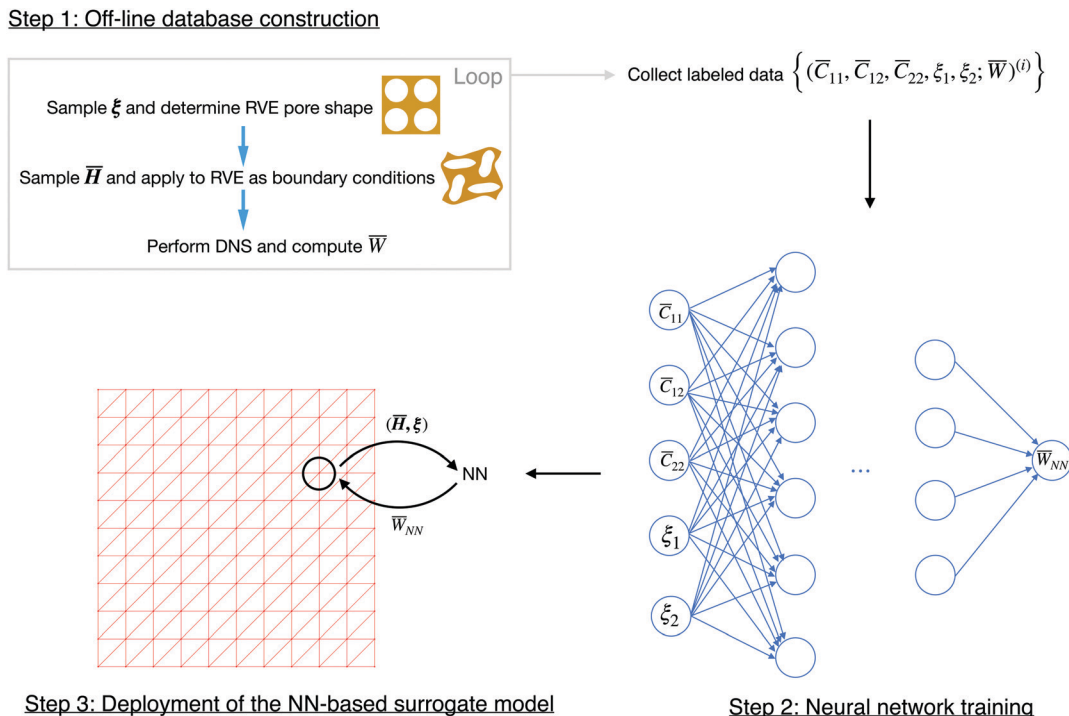 Step 1: Off-line database construction
Loop
Sample ξ and determine RVE pore shape
Sample H̅ and apply to RVE as boundary conditions
Perform DNS and compute W̅
Collect labeled data {(C̅₁₁, C̅₁₂, C̅₂₂, ξ₁, ξ₂; W̅)⁽ⁱ⁾}
C̅₁₁
C̅₁₂
C̅₂₂
ξ₁
ξ₂
...
W̅_NN
(H̅, ξ)
NN
W̅_NN
Step 3: Deployment of the NN-based surrogate model
Step 2: Neural network training